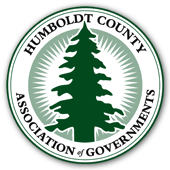 HUMBOLDT COUNTY
ASSOCIATION of GOVERNMENTS